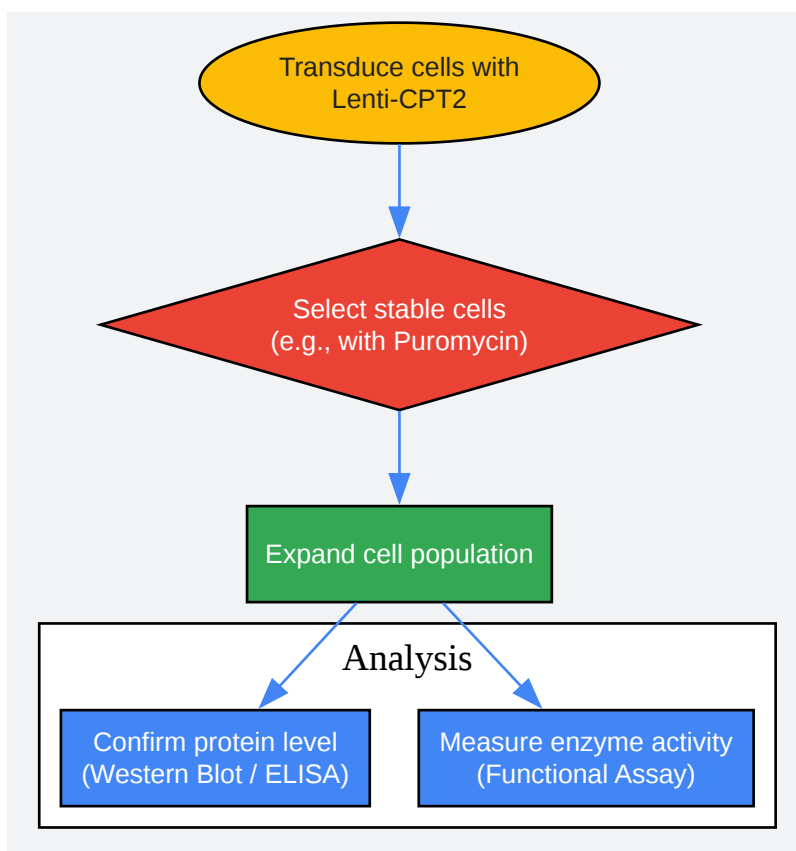 Transduce cells with
Lenti-CPT2
Select stable cells
(e.g., with Puromycin)
Expand cell population
Analysis
Confirm protein level
(Western Blot / ELISA)
Measure enzyme activity
(Functional Assay)